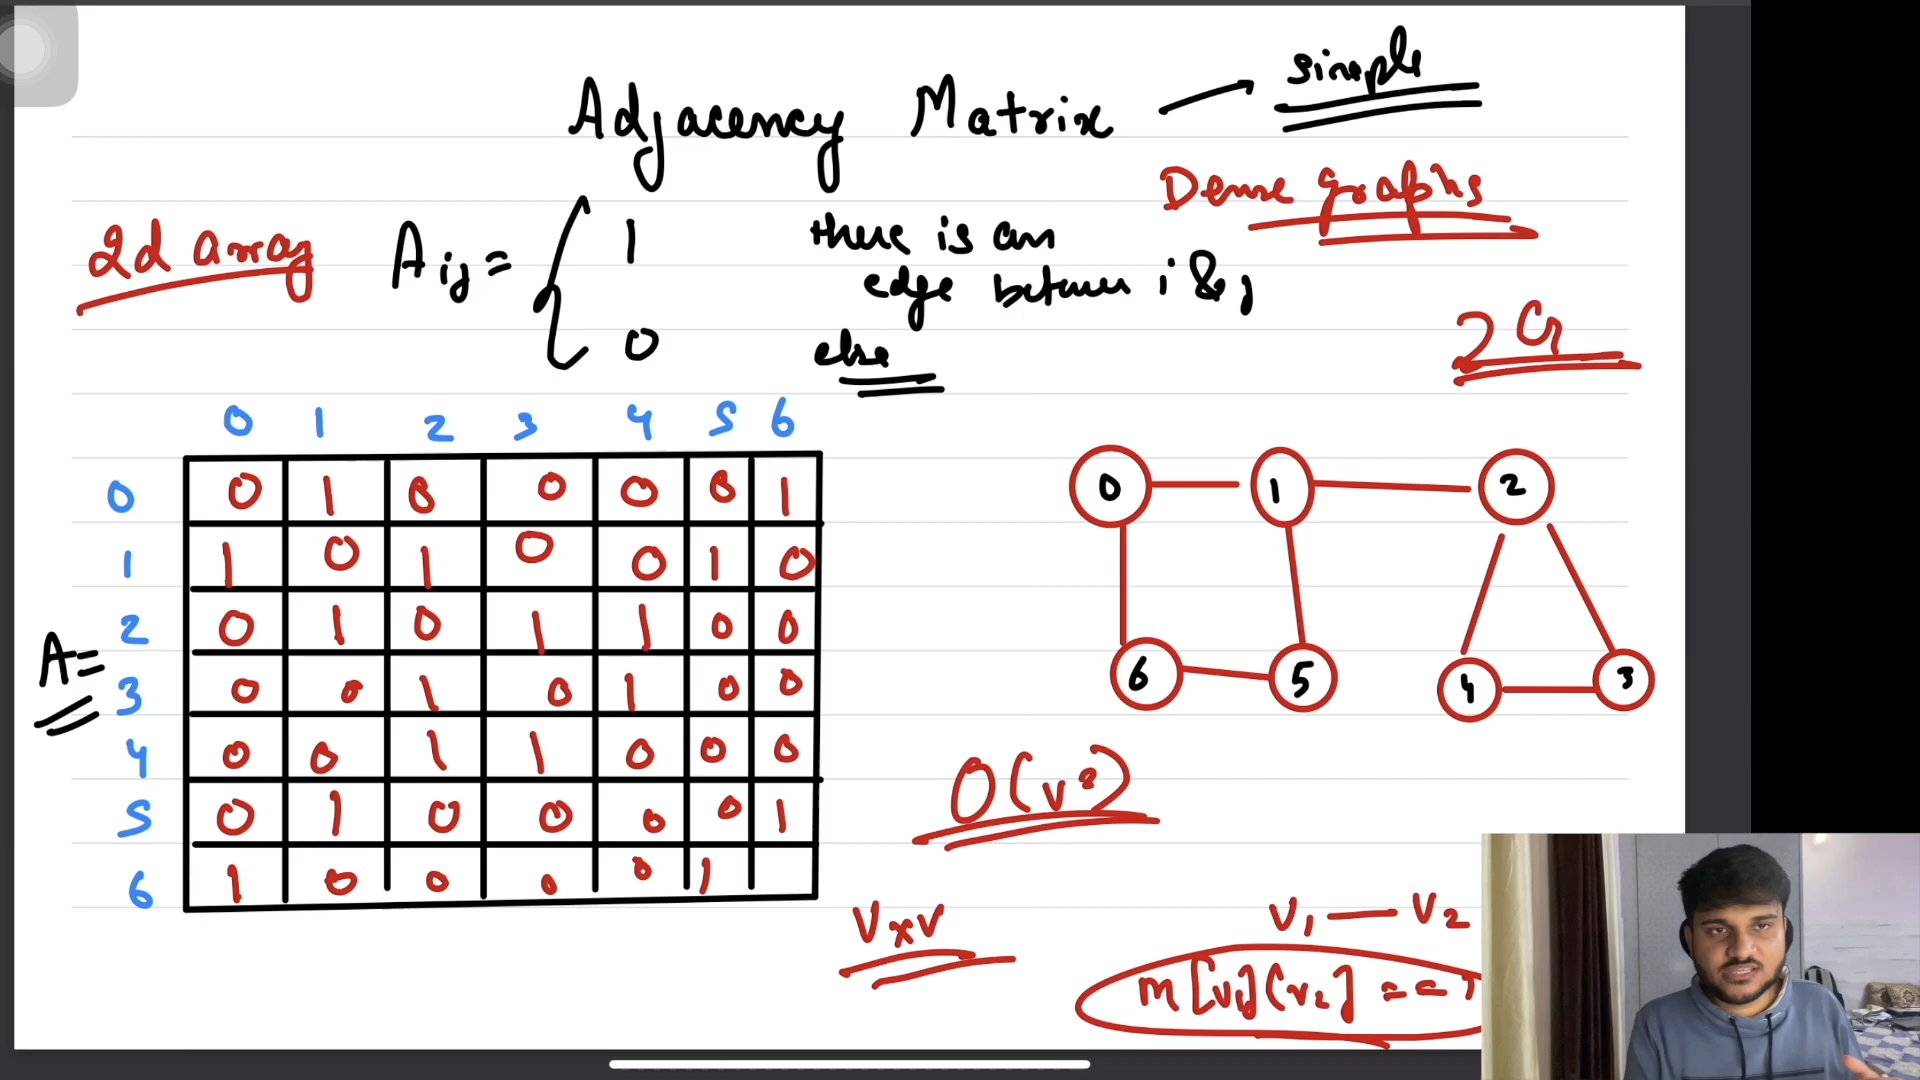 Adjacency Matrix
simple
Dense graphs
2d array
Aij =
1
there is an
edge between i & j
0
else
0 1 2 3 4 5 6
0 0 1 0 0 0 0 1
1 1 0 1 0 0 1 0
2 0 1 0 1 1 0 0
A= 3 0 0 1 0 1 0 0
4 0 0 1 1 0 0 0
5 0 1 0 0 0 0 1
6 1 0 0 0 0 1
0 1 2
6 5 4 3
O(v²)
V×V
V₁ — V₂
m[v₁][v₂] ==